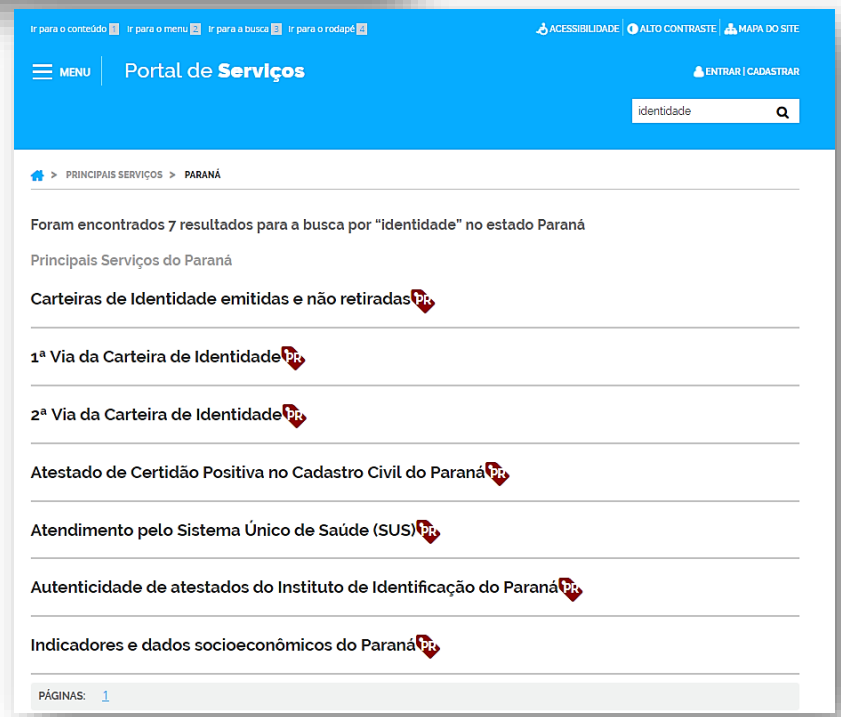 Ir para o conteúdo 1 Ir para o menu 2 Ir para a busca 3 Ir para o rodapé 4 ACESSIBILIDADE ALTO CONTRASTE MAPA DO SITE
MENU Portal de Serviços ENTRAR | CADASTRAR
identidade
> PRINCIPAIS SERVIÇOS > PARANÁ
Foram encontrados 7 resultados para a busca por “identidade” no estado Paraná
Principais Serviços do Paraná
Carteiras de Identidade emitidas e não retiradas PR
1ª Via da Carteira de Identidade PR
2ª Via da Carteira de Identidade PR
Atestado de Certidão Positiva no Cadastro Civil do Paraná PR
Atendimento pelo Sistema Único de Saúde (SUS) PR
Autenticidade de atestados do Instituto de Identificação do Paraná PR
Indicadores e dados socioeconômicos do Paraná PR
PÁGINAS: 1